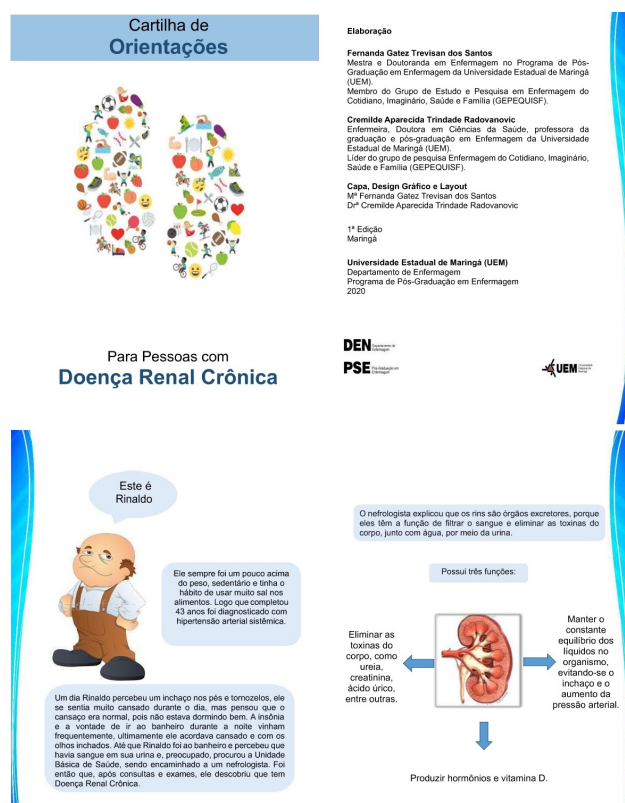 Cartilha de
Orientações
Para Pessoas com
Doença Renal Crônica
Elaboração
Fernanda Gatez Trevisan dos Santos
Mestra e Doutoranda em Enfermagem no Programa de Pós-
Graduação em Enfermagem da Universidade Estadual de Maringá
(UEM).
Membro do Grupo de Estudo e Pesquisa em Enfermagem do
Cotidiano, Imaginário, Saúde e Família (GEPEQUISF).
Cremilde Aparecida Trindade Radovanovic
Enfermeira, Doutora em Ciências da Saúde, professora da
graduação e pós-graduação em Enfermagem da Universidade
Estadual de Maringá (UEM).
Líder do grupo de pesquisa Enfermagem do Cotidiano, Imaginário,
Saúde e Família (GEPEQUISF).
Capa, Design Gráfico e Layout
Mª Fernanda Gatez Trevisan dos Santos
Drª Cremilde Aparecida Trindade Radovanovic
1ª Edição
Maringá
Universidade Estadual de Maringá (UEM)
Departamento de Enfermagem
Programa de Pós-Graduação em Enfermagem
2020
DEN Departamento de
Enfermagem
PSE Pós-Graduação em
Enfermagem
UEM
Este é
Rinaldo
Ele sempre foi um pouco acima
do peso, sedentário e tinha o
hábito de usar muito sal nos
alimentos. Logo que completou
43 anos foi diagnosticado com
hipertensão arterial sistêmica.
Um dia Rinaldo percebeu um inchaço nos pés e tornozelos, ele
se sentia muito cansado durante o dia, mas pensou que o
cansaço era normal, pois não estava dormindo bem. A insônia
e a vontade de ir ao banheiro durante a noite vinham
frequentemente, ultimamente ele acordava cansado e com os
olhos inchados. Até que Rinaldo foi ao banheiro e percebeu que
havia sangue em sua urina e, preocupado, procurou a Unidade
Básica de Saúde, sendo encaminhado a um nefrologista. Foi
então que, após consultas e exames, ele descobriu que tem
Doença Renal Crônica.
O nefrologista explicou que os rins são órgãos excretores, porque
eles têm a função de filtrar o sangue e eliminar as toxinas do
corpo, junto com água, por meio da urina.
Possui três funções:
Eliminar as
toxinas do
corpo, como
ureia,
creatinina,
ácido úrico,
entre outras.
Manter o
constante
equilíbrio dos
líquidos no
organismo,
evitando-se o
inchaço e o
aumento da
pressão arterial.
Produzir hormônios e vitamina D.